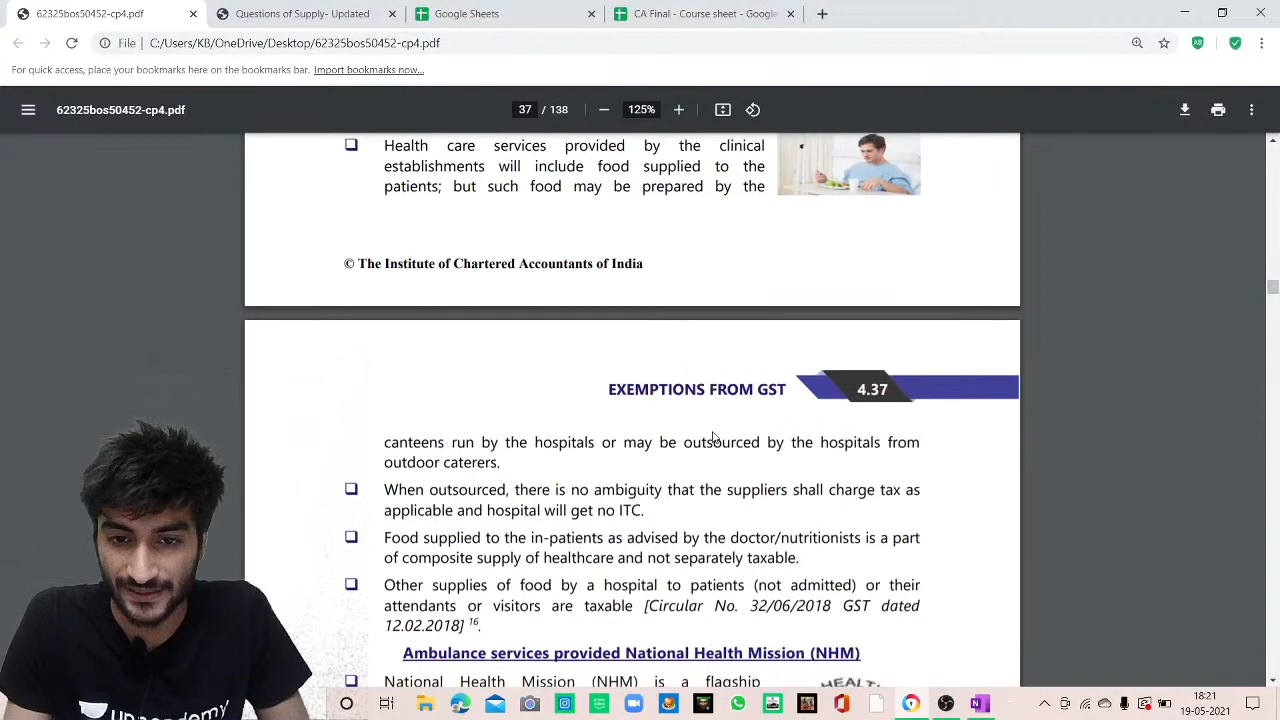 62325bos50452-cp4.pdf
Questions of Supply- Updated
Google Sheets
CA Final - Course sheet - Google
File | C:/Users/KB/OneDrive/Desktop/62325bos50452-cp4.pdf
For quick access, place your bookmarks here on the bookmarks bar. Import bookmarks now...
62325bos50452-cp4.pdf
37 / 138
125%
Health care services provided by the clinical
establishments will include food supplied to the
patients; but such food may be prepared by the
© The Institute of Chartered Accountants of India
EXEMPTIONS FROM GST
4.37
canteens run by the hospitals or may be outsourced by the hospitals from
outdoor caterers.
When outsourced, there is no ambiguity that the suppliers shall charge tax as
applicable and hospital will get no ITC.
Food supplied to the in-patients as advised by the doctor/nutritionists is a part
of composite supply of healthcare and not separately taxable.
Other supplies of food by a hospital to patients (not admitted) or their
attendants or visitors are taxable [Circular No. 32/06/2018 GST dated
12.02.2018] 16.
Ambulance services provided National Health Mission (NHM)
National Health Mission (NHM) is a flagship
18:21
19-05-2021